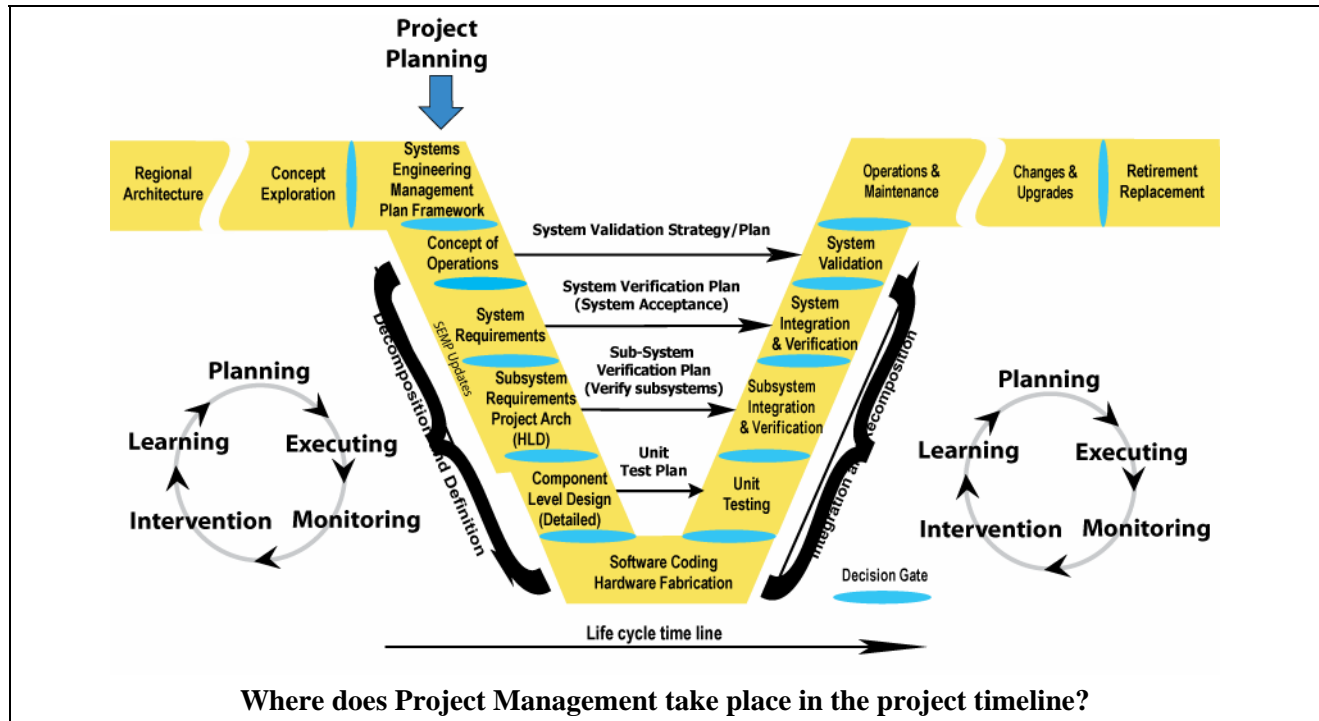 Project
Planning
Regional
Architecture
Concept
Exploration
Systems
Engineering
Management
Plan Framework
Operations &
Maintenance
Changes &
Upgrades
Retirement
Replacement
System Validation Strategy/Plan
Concept of
Operations
System
Validation
System Verification Plan
(System Acceptance)
System
Requirements
System
Integration
& Verification
SEMP Updates
Decomposition and Definition
Sub-System
Verification Plan
(Verify subsystems)
Subsystem
Requirements
Project Arch
(HLD)
Subsystem
Integration
& Verification
Integration a Recomposition
Planning
Learning
Executing
Intervention
Monitoring
Planning
Learning
Executing
Intervention
Monitoring
Unit
Test Plan
Component
Level Design
(Detailed)
Unit
Testing
Software Coding
Hardware Fabrication
Decision Gate
Life cycle time line
Where does Project Management take place in the project timeline?